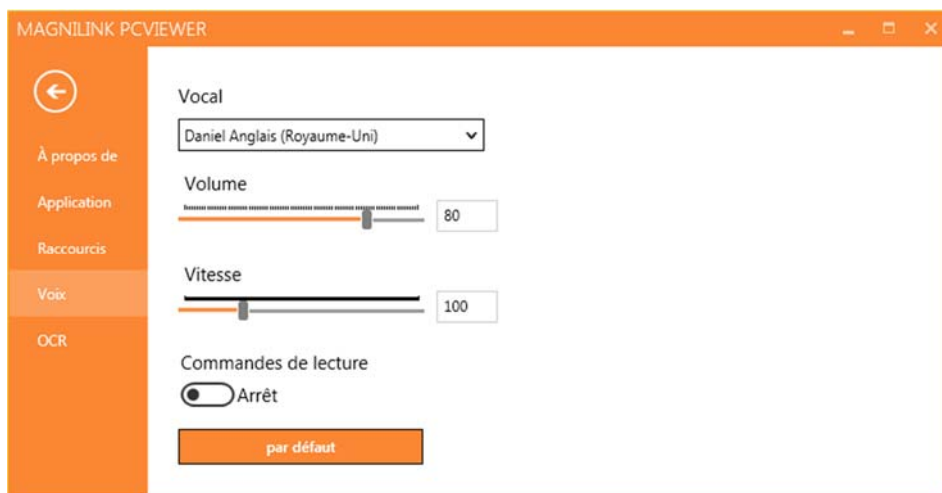 MAGNILINK PCVIEWER
À propos de
Application
Raccourcis
Voix
OCR
Vocal
Daniel Anglais (Royaume-Uni)
Volume
80
Vitesse
100
Commandes de lecture
Arrêt
par défaut